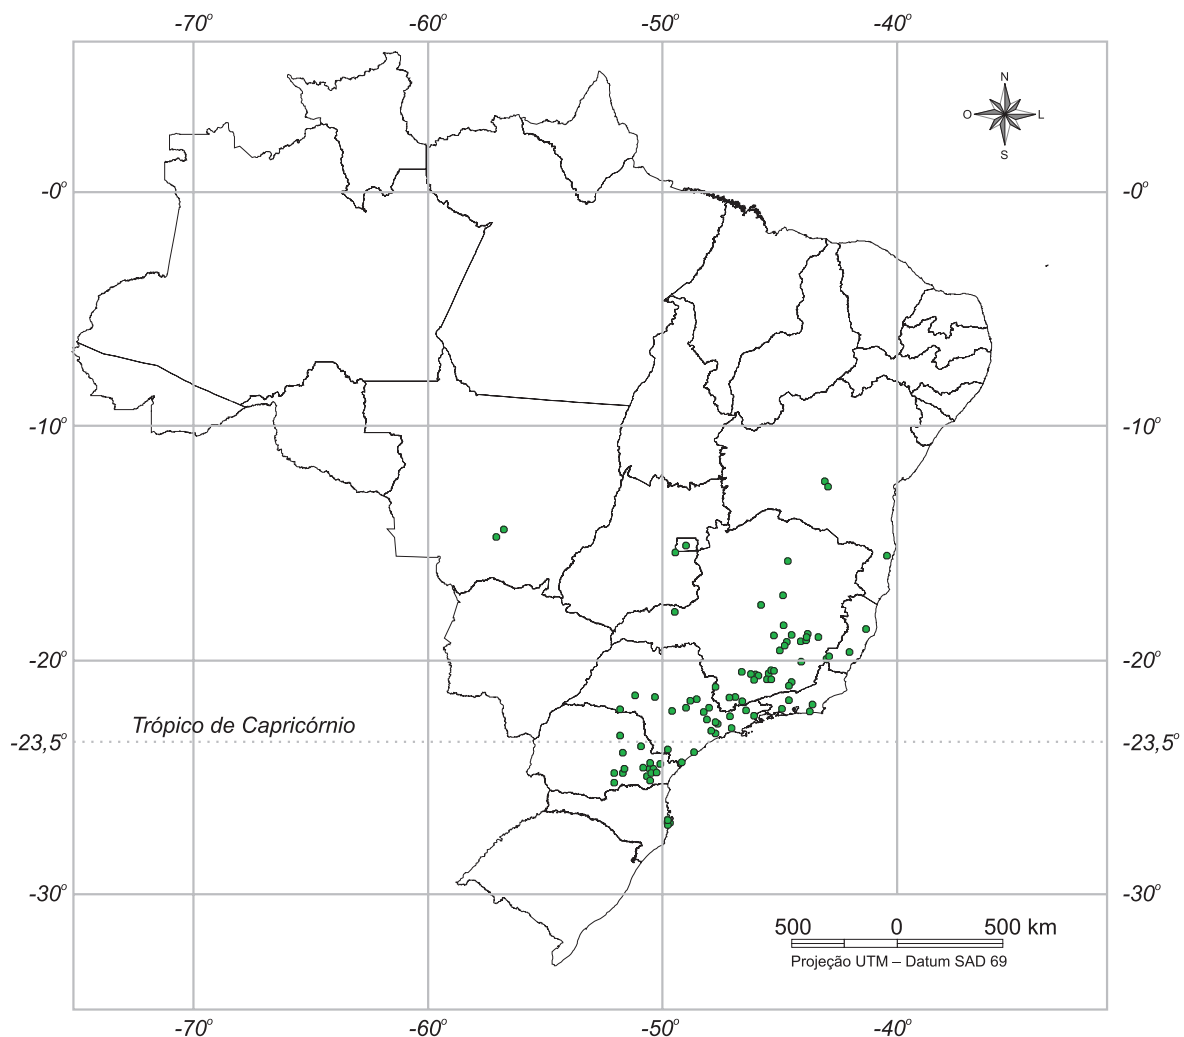 -70º -60º -50º -40º
N
O L
S
-0º -0º
-10º -10º
-20º -20º
Trópico de Capricórnio
-23,5º -23,5º
-30º -30º
500 0 500 km
Projeção UTM – Datum SAD 69
-70º -60º -50º -40º